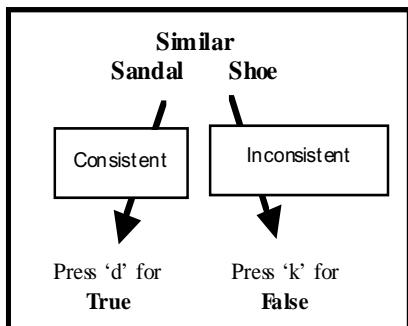 Similar
Sandal Shoe
Consistent
Inconsistent
Press ‘d’ for
True
Press ‘k’ for
False